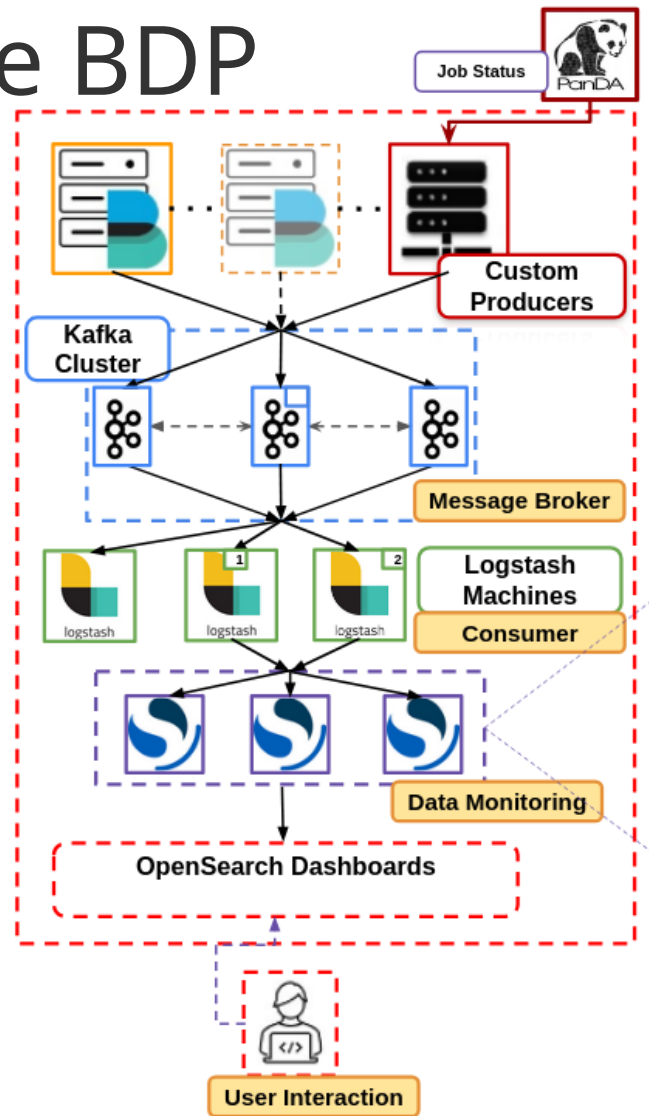 e BDP
Job Status
PanDA
Custom
Producers
Kafka
Cluster
Message Broker
1
2
logstash
logstash
logstash
Logstash
Machines
Consumer
Data Monitoring
OpenSearch Dashboards
</>
User Interaction